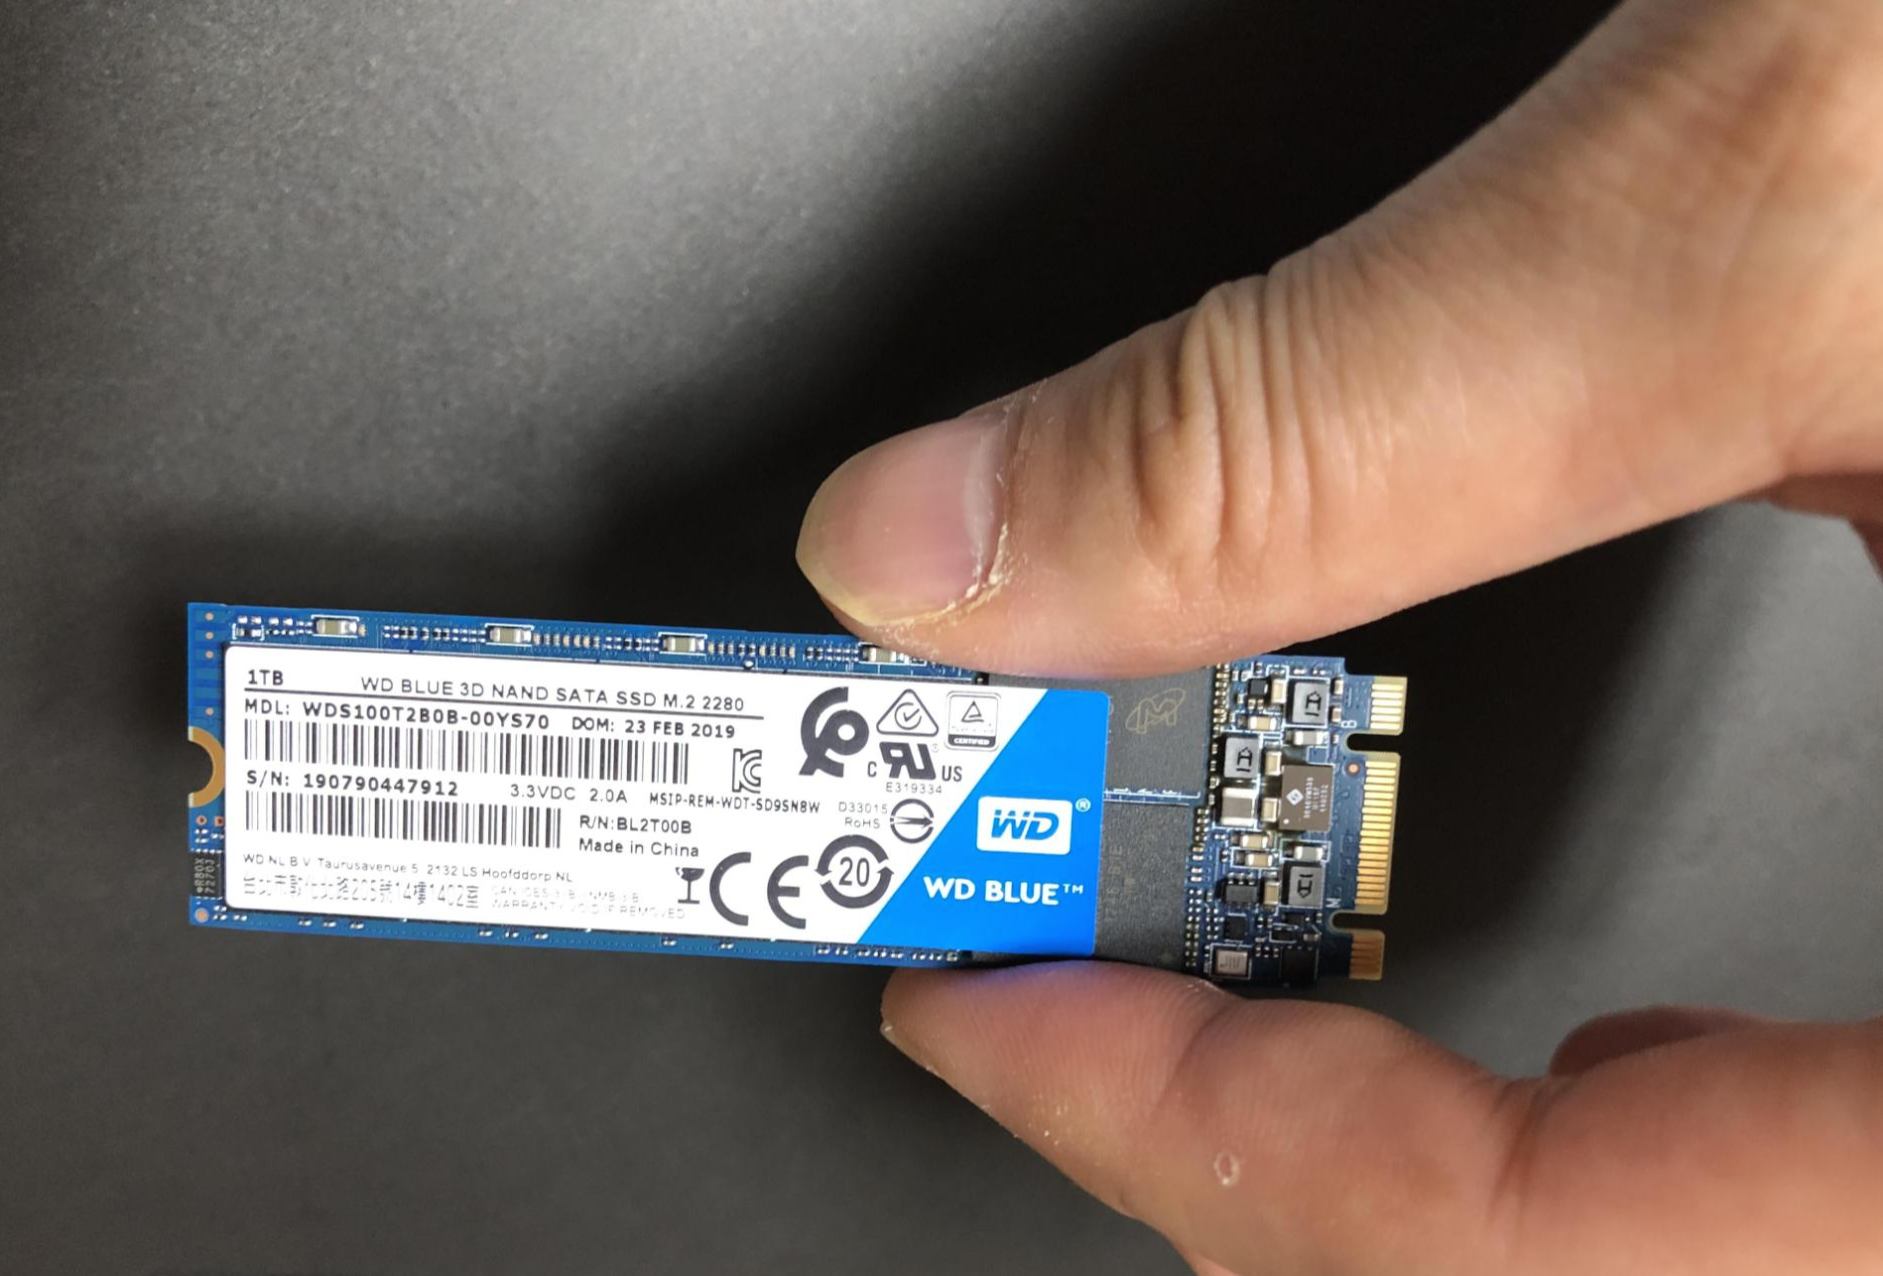 1TB WD BLUE 3D NAND SATA SSD M.2 2280
MDL: WDS100T2B0B-00YS70 DOM: 23 FEB 2019
S/N: 190790447912 3.3VDC 2.0A MSIP-REM-WDT-SD9SN8W
R/N:BL2T00B
Made in China
WD NL B.V. Taurusavenue 5, 2132 LS Hoofddorp NL
WARRANTY VOID IF REMOVED
CERTIFIED
C US
E319334
D33015
RoHS
20
CE
WD®
WD BLUE™
B
M